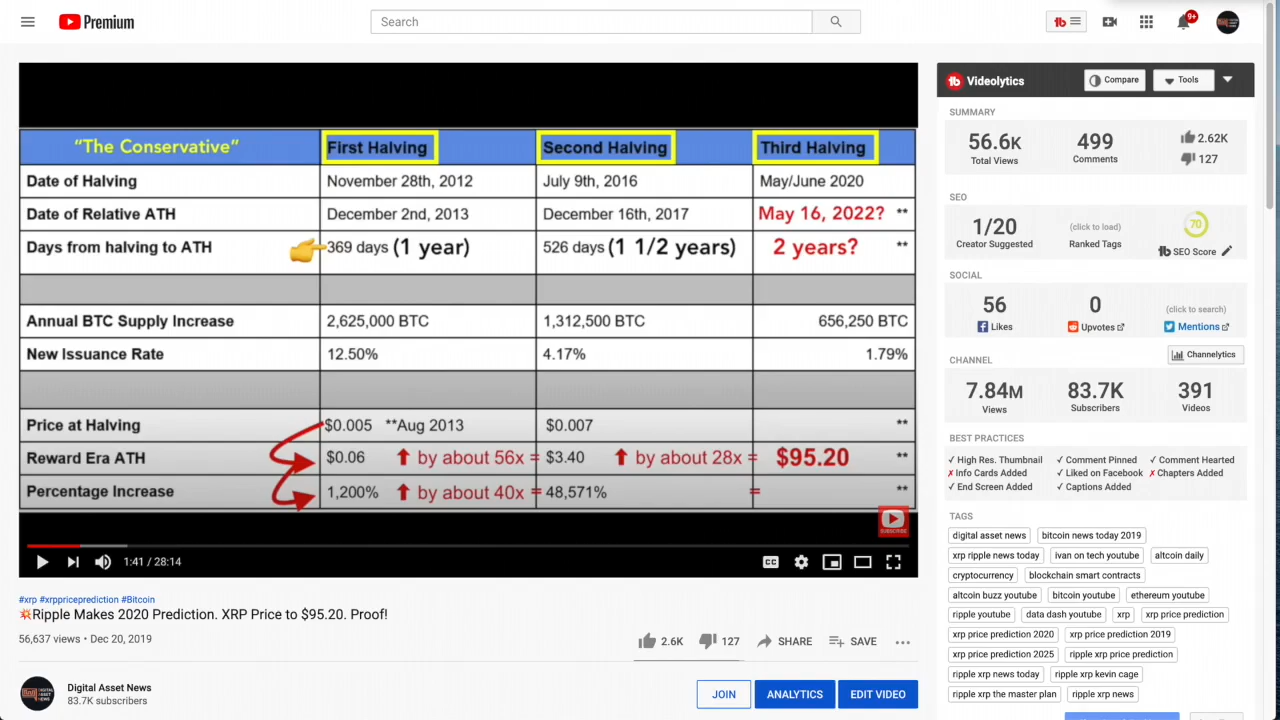 Premium
Search
9+
"The Conservative" First Halving Second Halving Third Halving
Date of Halving November 28th, 2012 July 9th, 2016 May/June 2020
Date of Relative ATH December 2nd, 2013 December 16th, 2017 May 16, 2022? **
Days from halving to ATH 369 days (1 year) 526 days (1 1/2 years) 2 years? **
Annual BTC Supply Increase 2,625,000 BTC 1,312,500 BTC 656,250 BTC
New Issuance Rate 12.50% 4.17% 1.79%
Price at Halving $0.005 **Aug 2013 $0.007 **
Reward Era ATH $0.06 by about 56x = $3.40 by about 28x = $95.20 **
Percentage Increase 1,200% by about 40x = 48,571% = **
SUBSCRIBE
1:41 / 28:14
CC
#xrp #xrppriceprediction #Bitcoin
💥Ripple Makes 2020 Prediction. XRP Price to $95.20. Proof!
56,637 views • Dec 20, 2019
2.6K 127 SHARE SAVE ...
Digital Asset News
83.7K subscribers
JOIN ANALYTICS EDIT VIDEO
tb Videolytics Compare Tools
SUMMARY
56.6K 499 2.62K
Total Views Comments 127
SEO
1/20 (click to load) 70
Creator Suggested Ranked Tags tb SEO Score
SOCIAL
56 0 (click to search)
Likes Upvotes Mentions
CHANNEL Channelytics
7.84M 83.7K 391
Views Subscribers Videos
BEST PRACTICES
✓ High Res. Thumbnail ✓ Comment Pinned ✓ Comment Hearted
✗ Info Cards Added ✓ Liked on Facebook ✗ Chapters Added
✓ End Screen Added ✓ Captions Added
TAGS
digital asset news bitcoin news today 2019
xrp ripple news today ivan on tech youtube altcoin daily
cryptocurrency blockchain smart contracts
altcoin buzz youtube bitcoin youtube ethereum youtube
ripple youtube data dash youtube xrp xrp price prediction
xrp price prediction 2020 xrp price prediction 2019
xrp price prediction 2025 ripple xrp price prediction
ripple xrp news today ripple xrp kevin cage
ripple xrp the master plan ripple xrp news